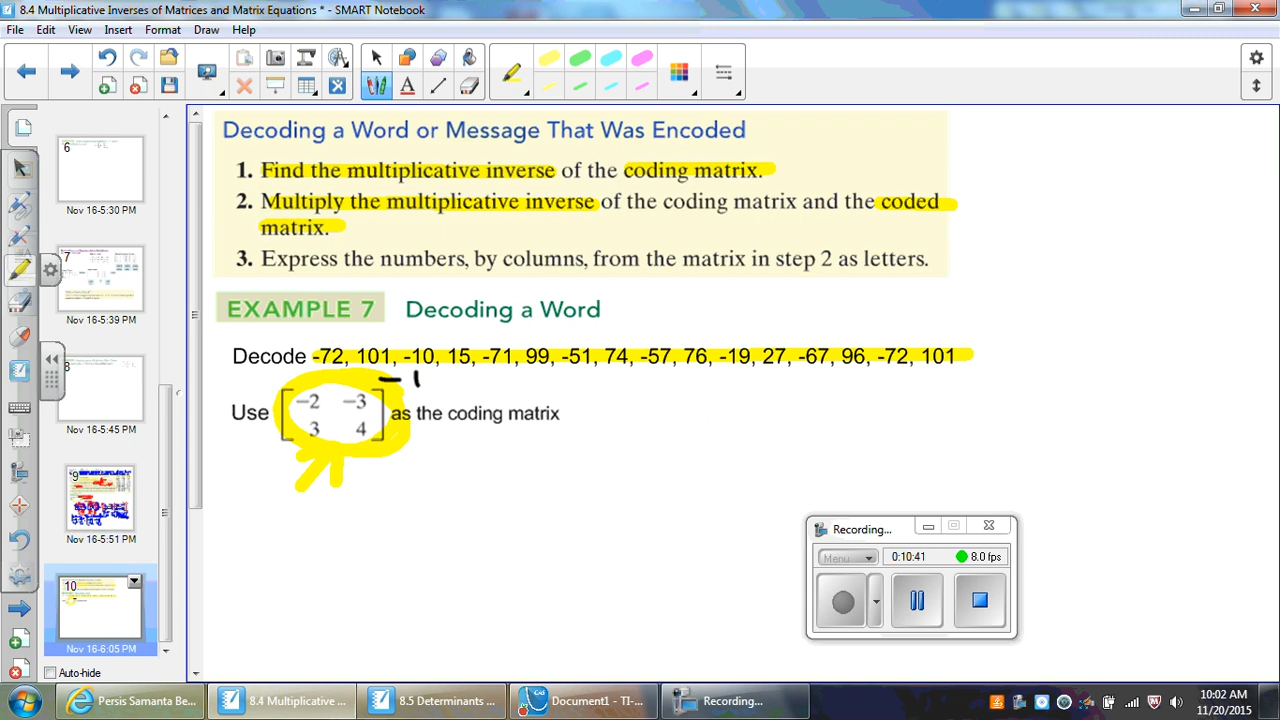 8.4 Multiplicative Inverses of Matrices and Matrix Equations * - SMART Notebook
File Edit View Insert Format Draw Help
6
Nov 16-5:30 PM
7
Nov 16-5:39 PM
8
Nov 16-5:45 PM
9
Nov 16-5:51 PM
10
Nov 16-6:05 PM
Auto-hide
Decoding a Word or Message That Was Encoded
1. Find the multiplicative inverse of the coding matrix.
2. Multiply the multiplicative inverse of the coding matrix and the coded
matrix.
3. Express the numbers, by columns, from the matrix in step 2 as letters.
EXAMPLE 7 Decoding a Word
Decode -72, 101, -10, 15, -71, 99, -51, 74, -57, 76, -19, 27, -67, 96, -72, 101
-1
Use [ −2 −3
3 4 ] as the coding matrix
Recording...
Menu 0:10:41 8.0 fps
Persis Samanta Be... 8.4 Multiplicative ... 8.5 Determinants ... Document1 - TI-... Recording...
10:02 AM
11/20/2015